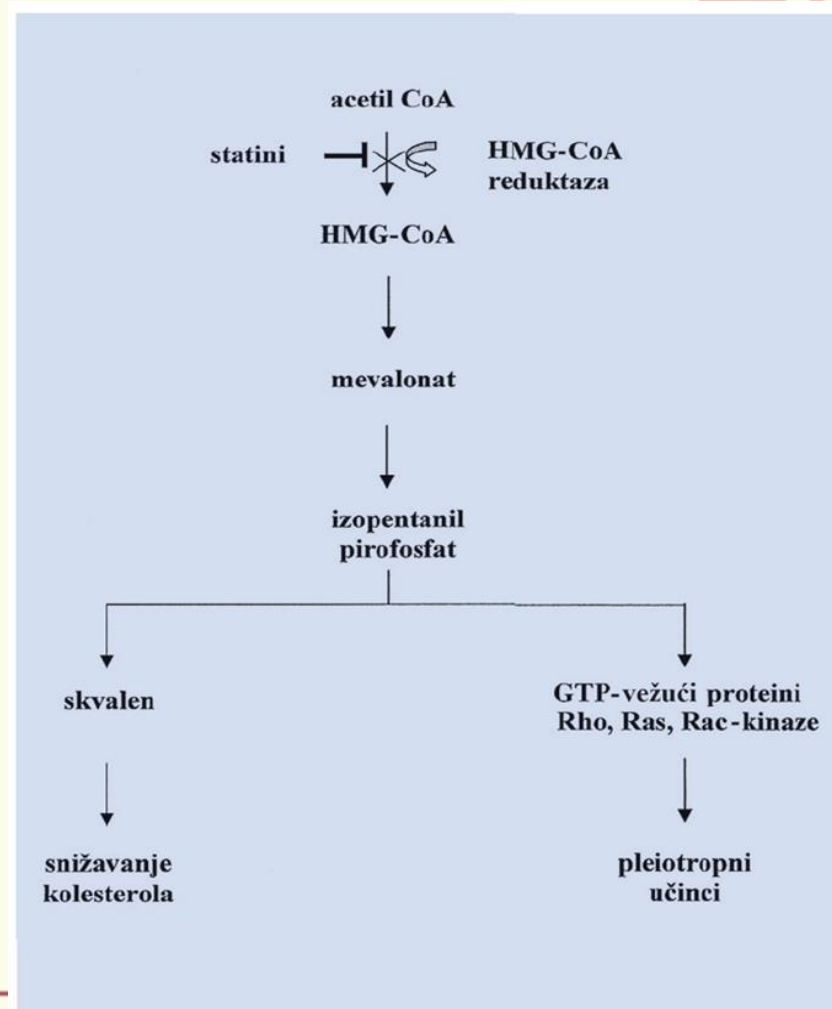 acetil CoA
statini
HMG-CoA
reduktaza
HMG-CoA
mevalonat
izopentanil
pirofosfat
skvalen
GTP-vežući proteini
Rho, Ras, Rac-kinaze
snižavanje
kolesterola
pleiotropni
učinci